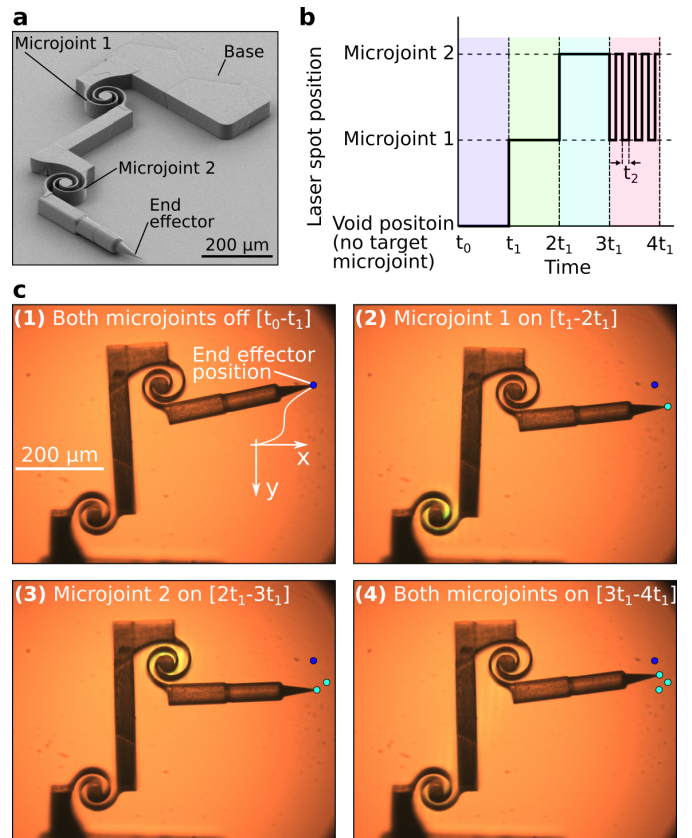 a
Microjoint 1
Base
Microjoint 2
End
effector
200 μm
b
Laser spot position
Microjoint 2
Microjoint 1
Void positoin
(no target
microjoint)
t₂
t₀ t₁ 2t₁ 3t₁ 4t₁
Time
c
(1) Both microjoints off [t₀-t₁]
End effector
position
200 μm
x
y
(2) Microjoint 1 on [t₁-2t₁]
(3) Microjoint 2 on [2t₁-3t₁]
(4) Both microjoints on [3t₁-4t₁]